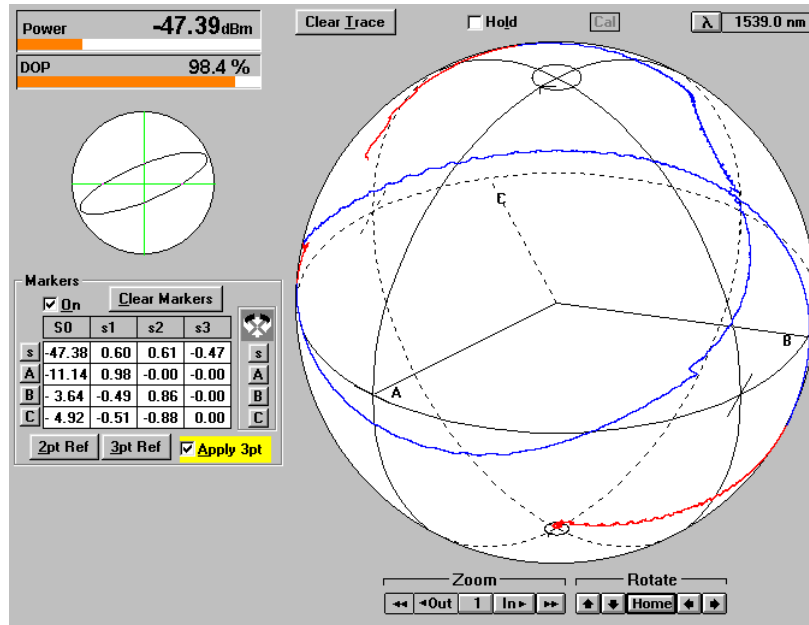 Power -47.39dBm
DOP 98.4 %
Clear Trace Hold Cal λ 1539.0 nm
C
B
A
Markers
On Clear Markers
S0 s1 s2 s3
s -47.38 0.60 0.61 -0.47 s
A -11.14 0.98 -0.00 -0.00 A
B - 3.64 -0.49 0.86 -0.00 B
C - 4.92 -0.51 -0.88 0.00 C
2pt Ref 3pt Ref Apply 3pt
Zoom Rotate
Out 1 In Home